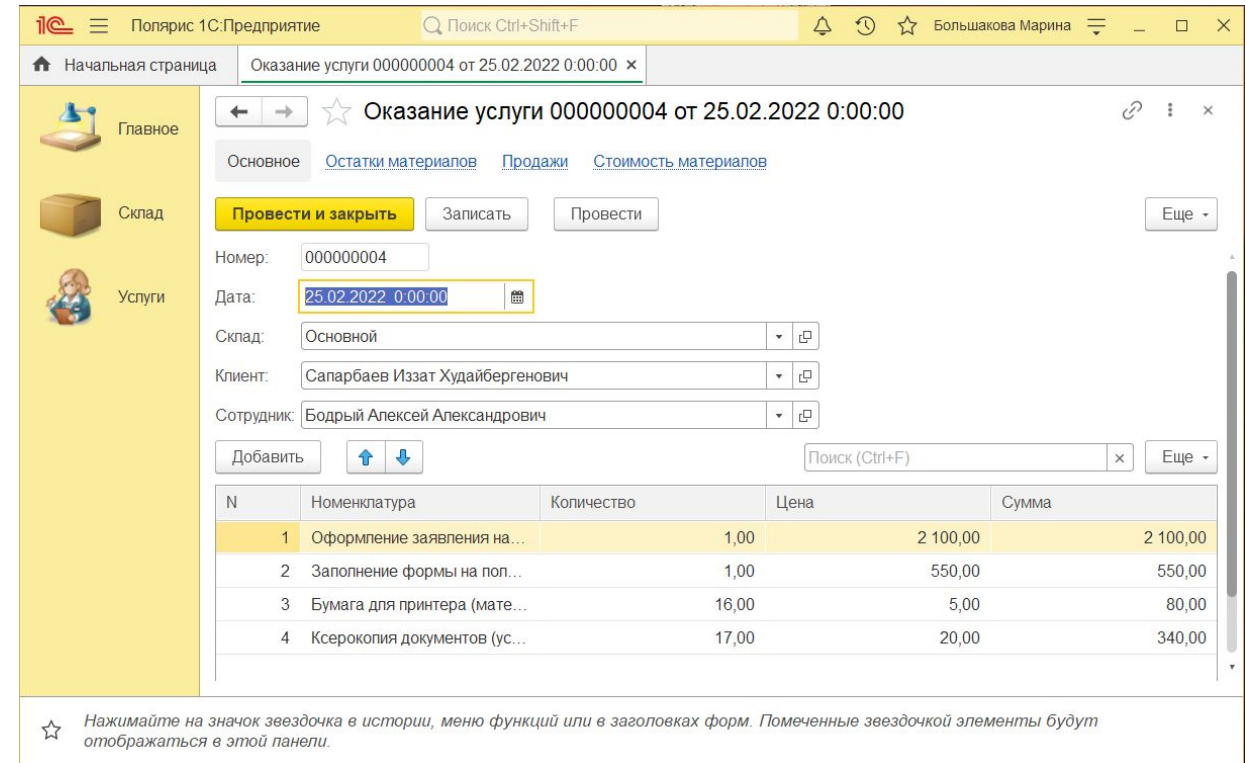 1С Полярис 1С:Предприятие Поиск Ctrl+Shift+F Большакова Марина
Начальная страница Оказание услуги 000000004 от 25.02.2022 0:00:00 ×
Главное
Склад
Услуги
Оказание услуги 000000004 от 25.02.2022 0:00:00
Основное Остатки материалов Продажи Стоимость материалов
Провести и закрыть Записать Провести Еще
Номер: 000000004
Дата: 25.02.2022 0:00:00
Склад: Основной
Клиент: Сапарбаев Иззат Худайбергенович
Сотрудник: Бодрый Алексей Александрович
Добавить Поиск (Ctrl+F) × Еще
N Номенклатура Количество Цена Сумма
1 Оформление заявления на... 1,00 2 100,00 2 100,00
2 Заполнение формы на пол... 1,00 550,00 550,00
3 Бумага для принтера (мате... 16,00 5,00 80,00
4 Ксерокопия документов (ус... 17,00 20,00 340,00
Нажимайте на значок звездочка в истории, меню функций или в заголовках форм. Помеченные звездочкой элементы будут
отображаться в этой панели.